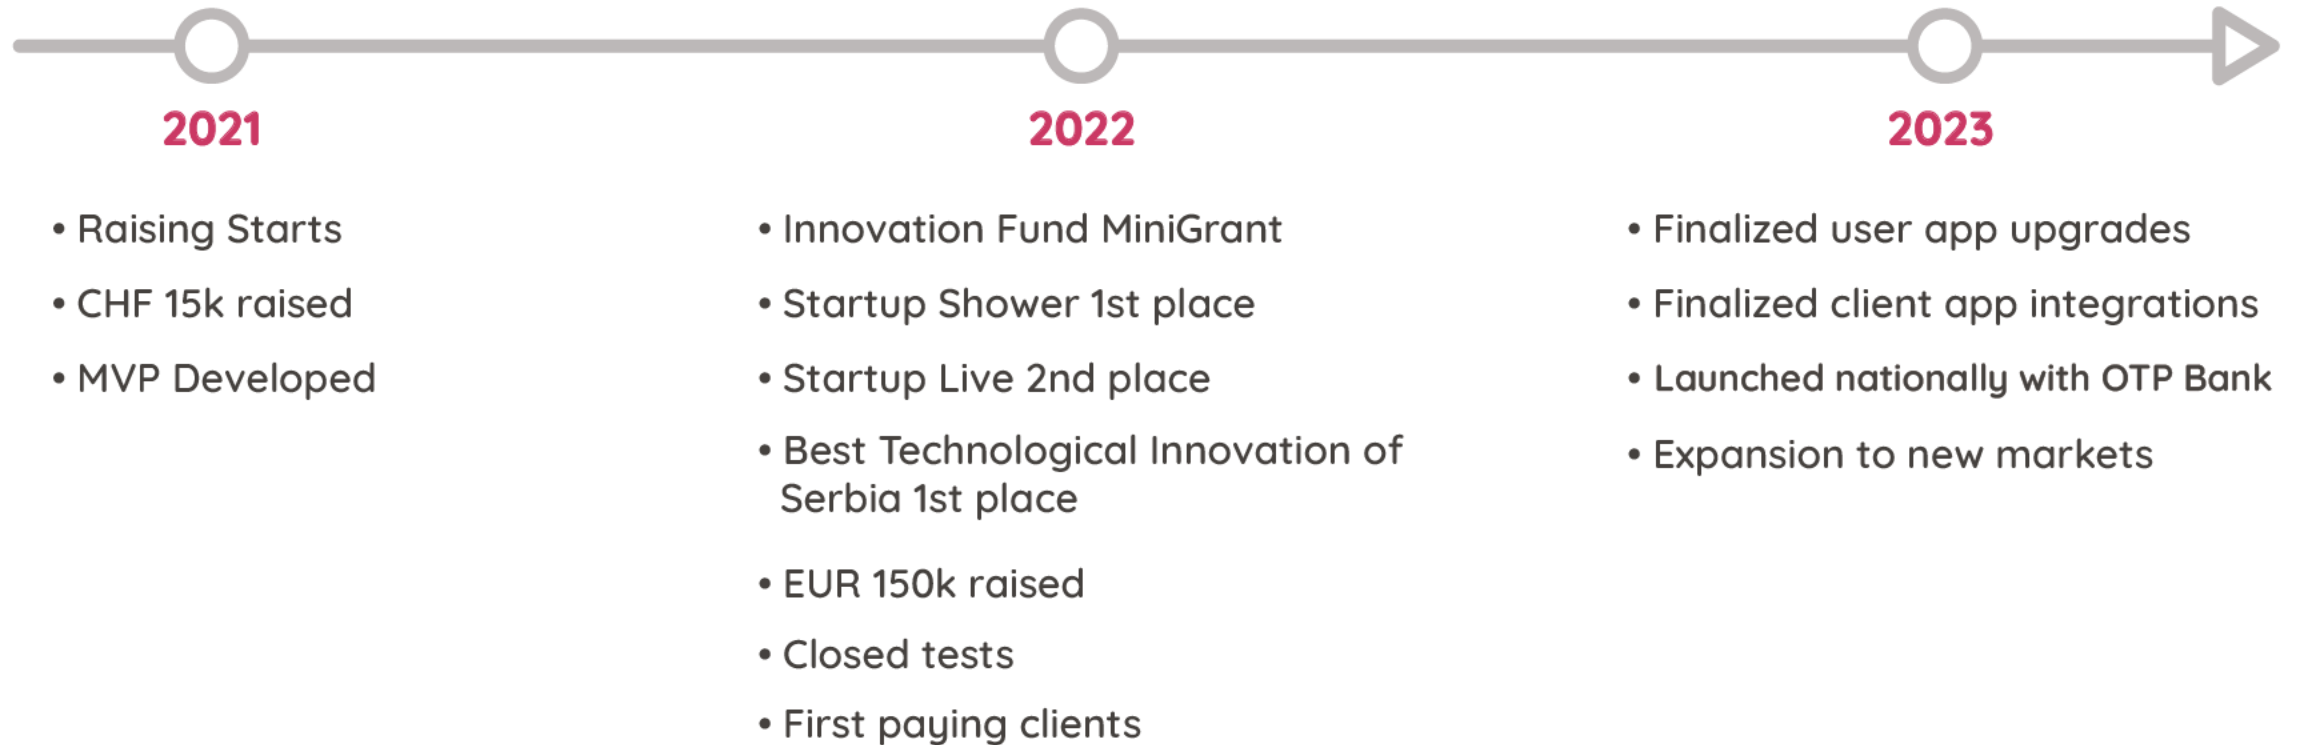 2021
• Raising Starts
• CHF 15k raised
• MVP Developed
2022
• Innovation Fund MiniGrant
• Startup Shower 1st place
• Startup Live 2nd place
• Best Technological Innovation of
Serbia 1st place
• EUR 150k raised
• Closed tests
• First paying clients
2023
• Finalized user app upgrades
• Finalized client app integrations
• Launched nationally with OTP Bank
• Expansion to new markets